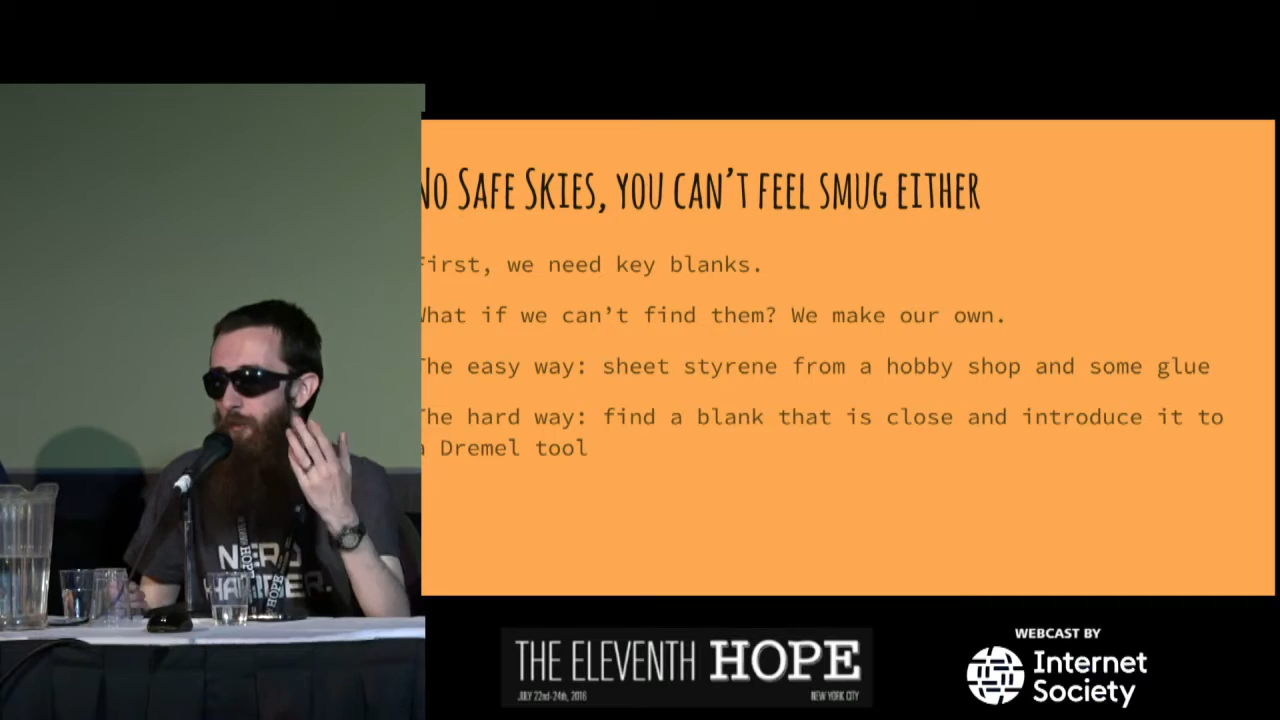 No Safe Skies, you can't feel smug either
First, we need key blanks.
What if we can't find them? We make our own.
The easy way: sheet styrene from a hobby shop and some glue
The hard way: find a blank that is close and introduce it to
a Dremel tool
HOPE
THE ELEVENTH HOPE
JULY 22nd-24th, 2016
NEW YORK CITY
WEBCAST BY
Internet
Society